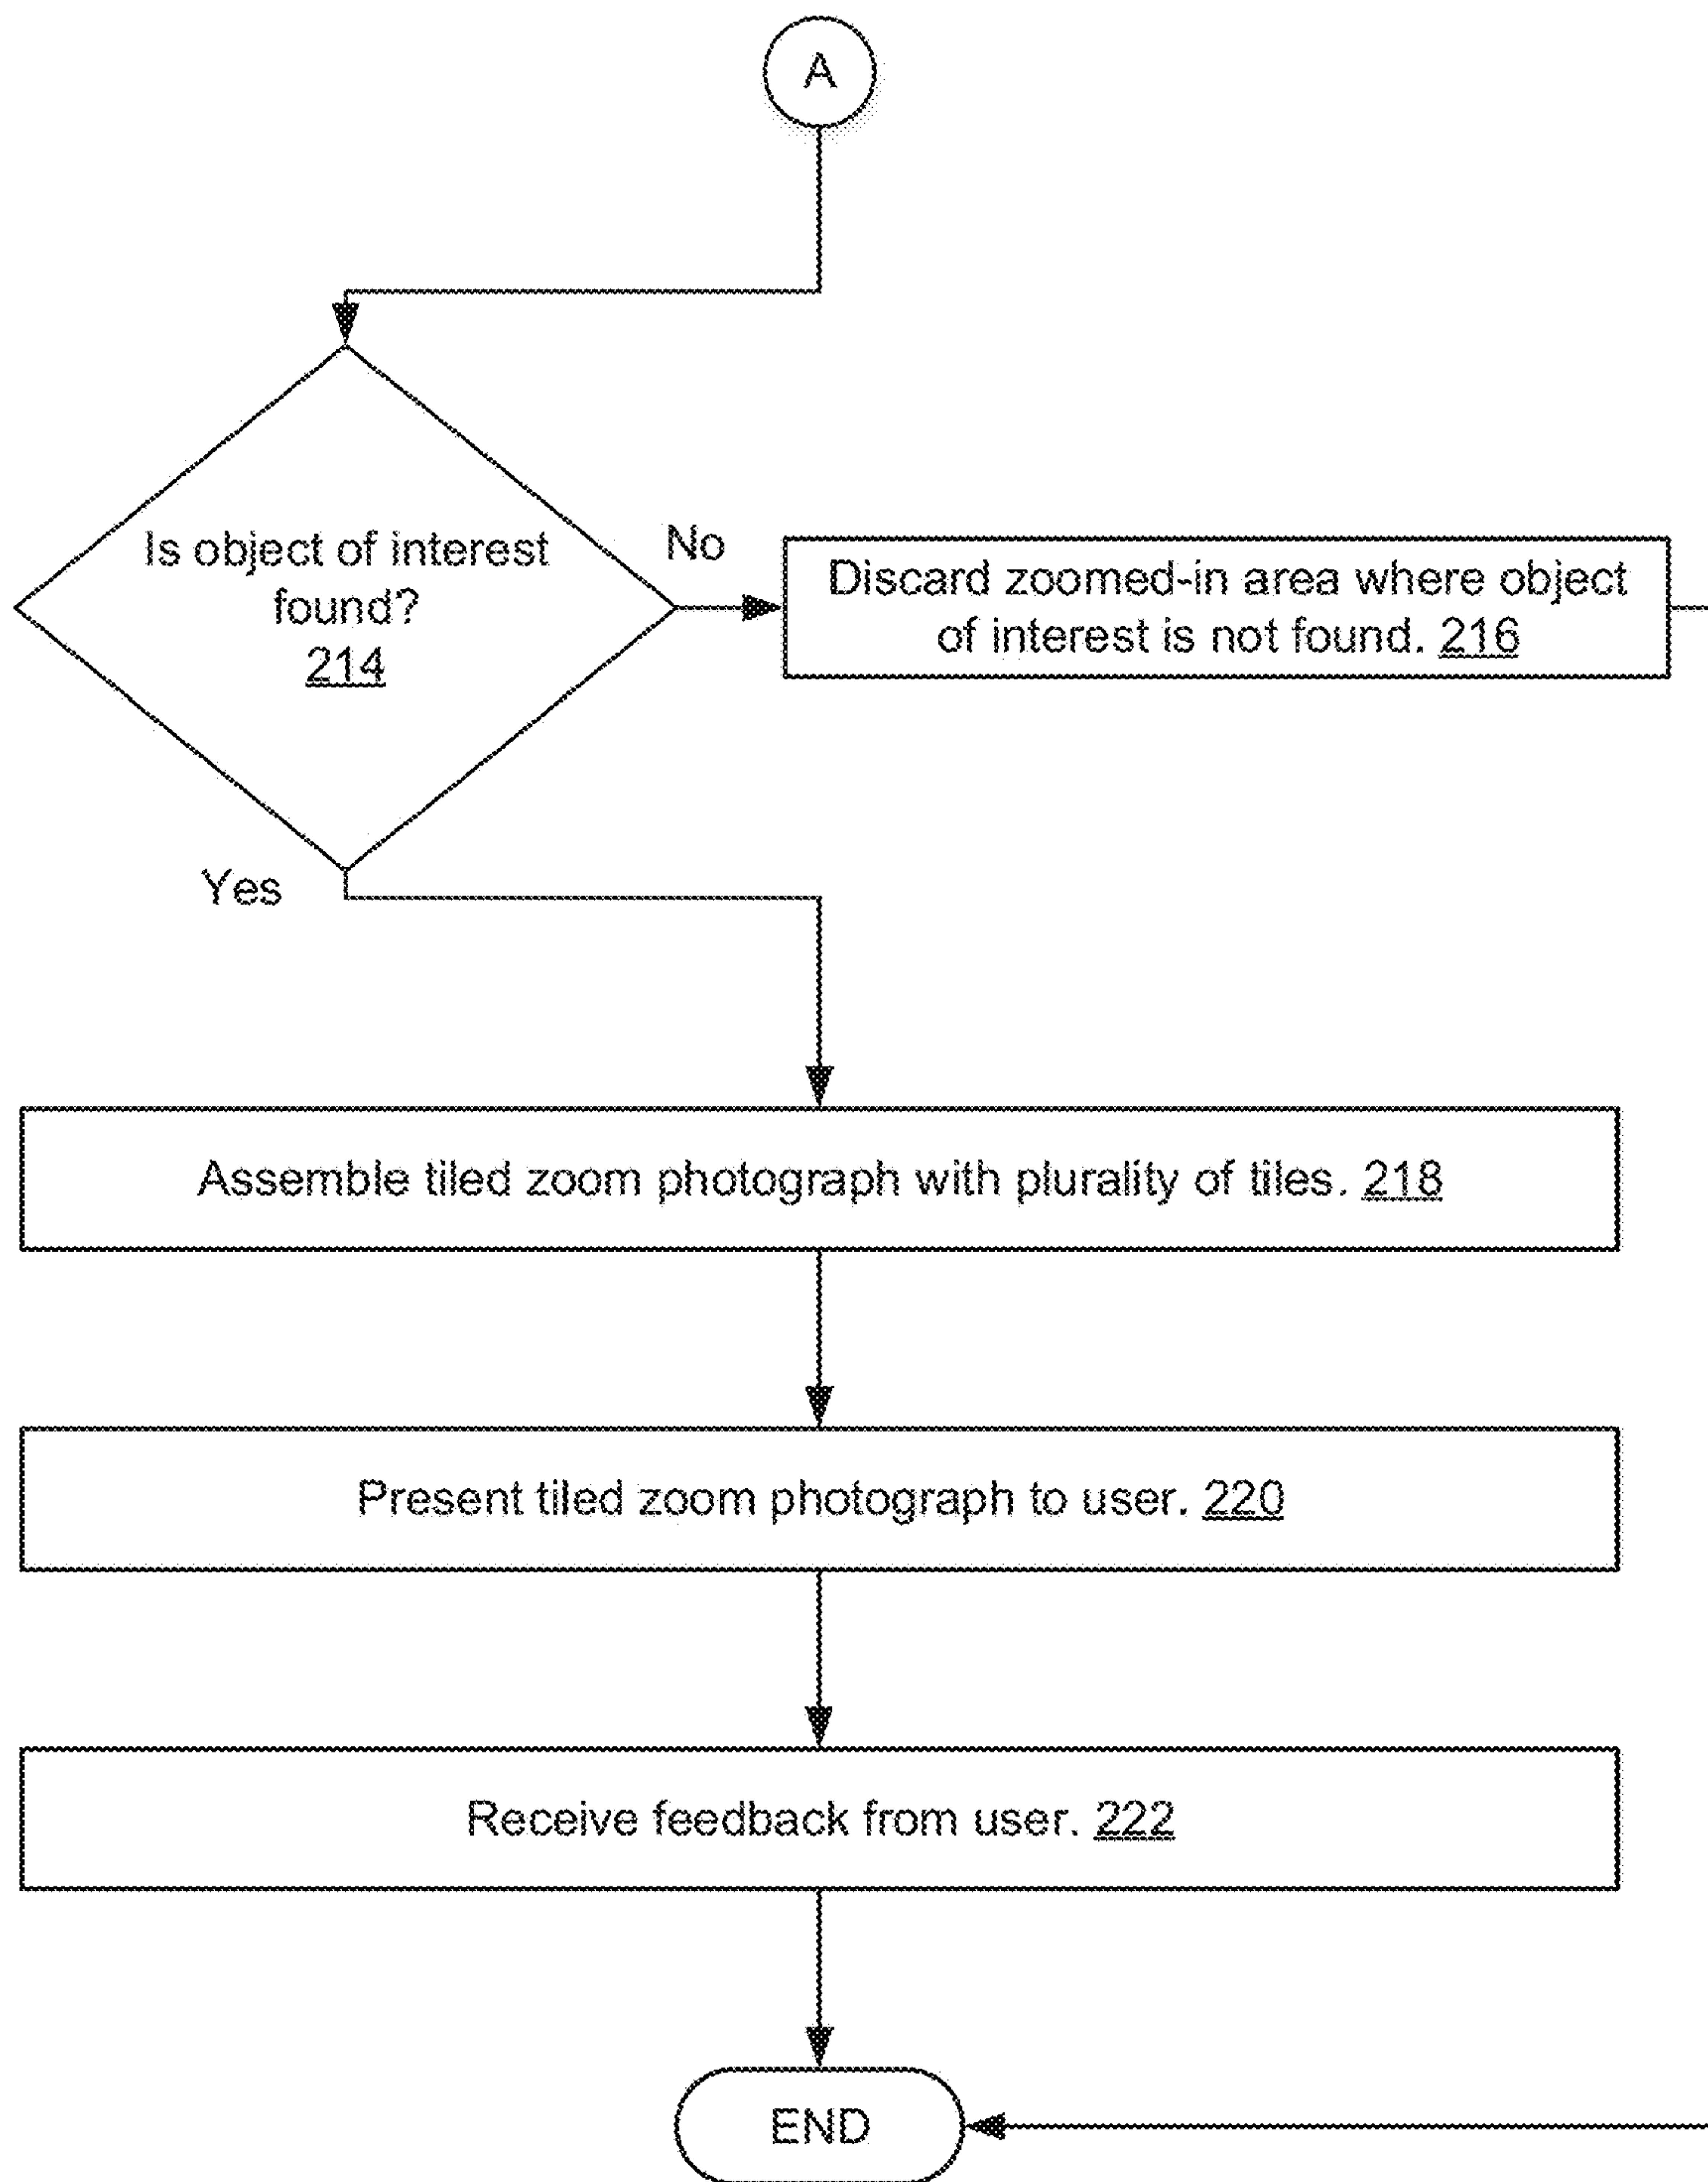 A
Is object of interest
found?
214
No
Discard zoomed-in area where object
of interest is not found. 216
Yes
Assemble tiled zoom photograph with plurality of tiles. 218
Present tiled zoom photograph to user. 220
Receive feedback from user. 222
END